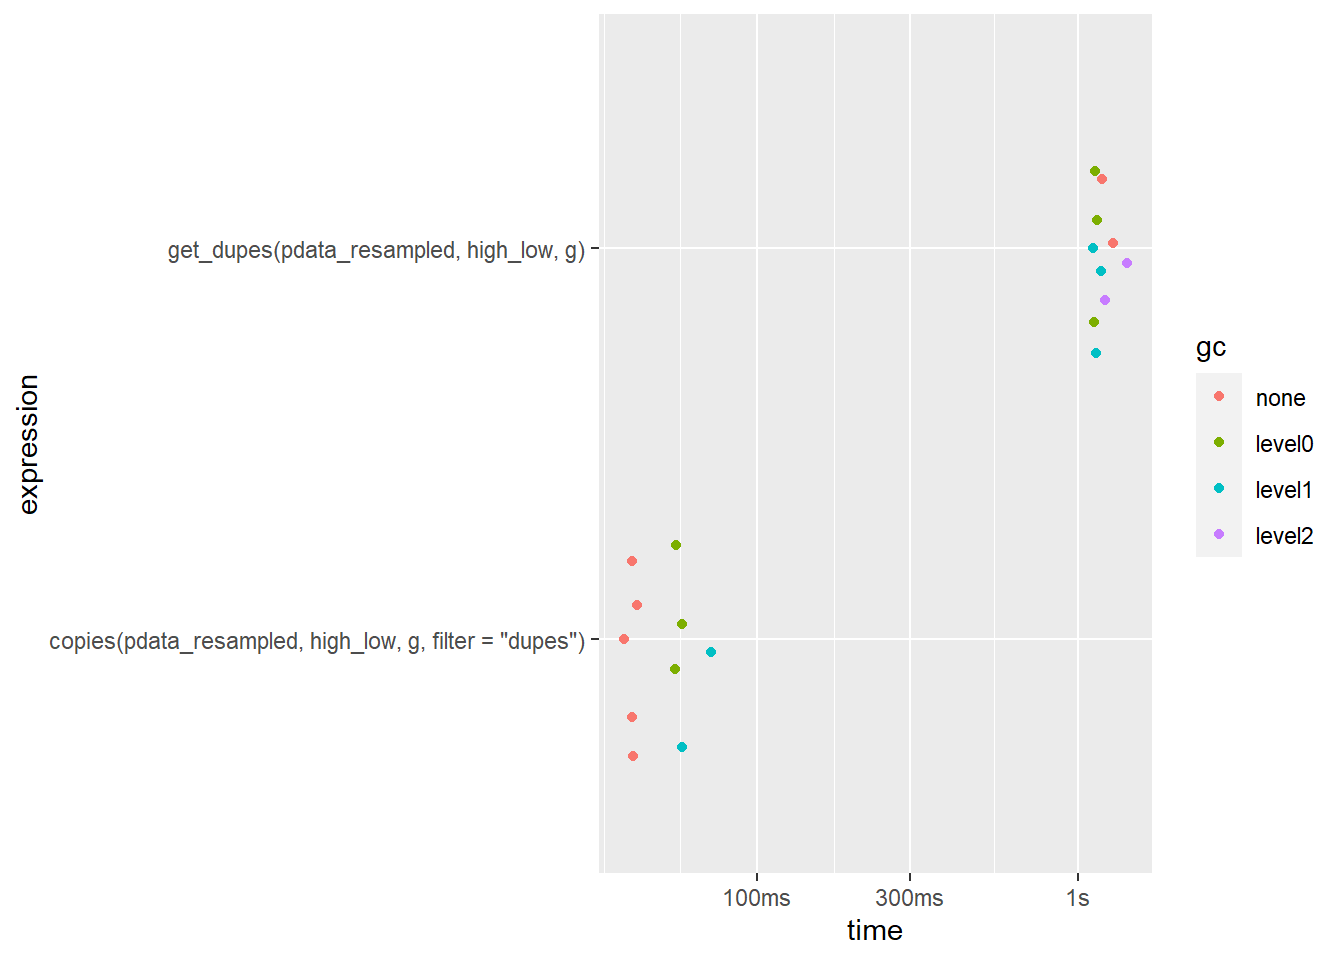 get_dupes(pdata_resampled, high_low, g)
copies(pdata_resampled, high_low, g, filter = "dupes")
expression
100ms
300ms
1s
time
gc
none
level0
level1
level2